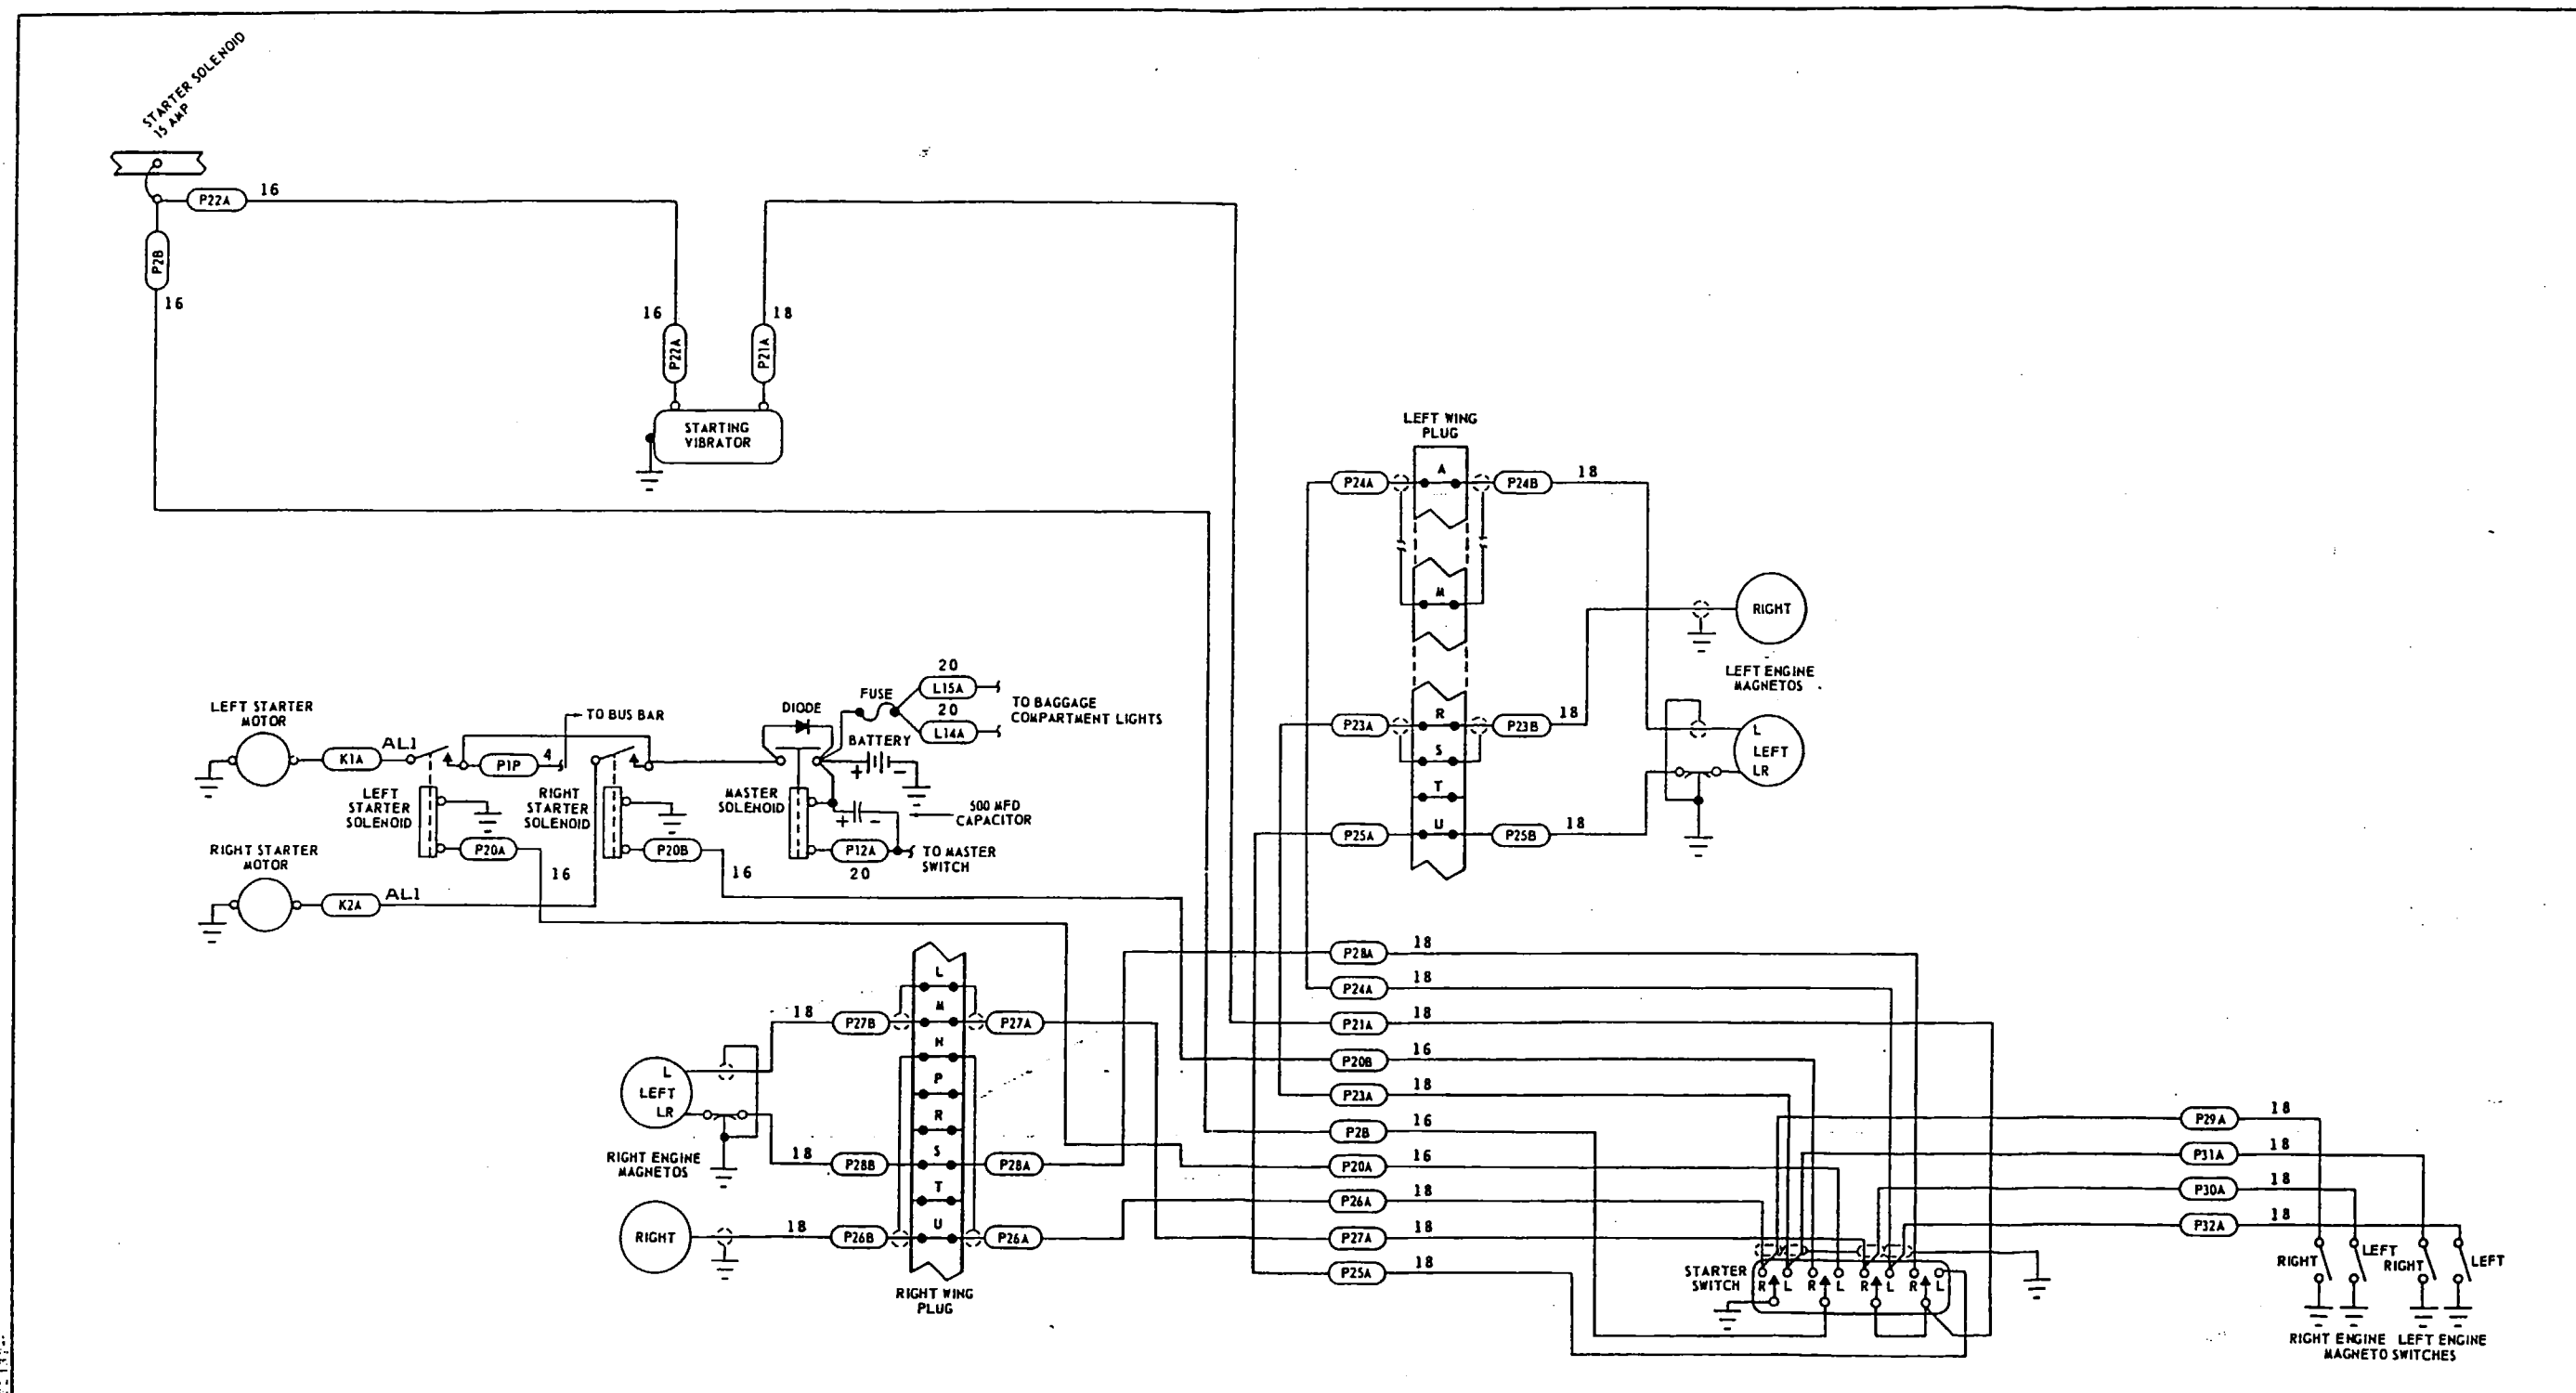 STARTER SOLENOID
15 AMP
P22A
16
P2B
16
16
18
P22A
P21A
STARTING
VIBRATOR
LEFT WING
PLUG
P24A
A
P24B
18
M
RIGHT
LEFT ENGINE
MAGNETOS
P23A
R
P23B
18
S
T
U
P25A
P25B
18
L
LEFT
LR
LEFT STARTER
MOTOR
K1A
AL1
P1P
4
TO BUS BAR
DIODE
FUSE
20
L15A
20
L14A
TO BAGGAGE
COMPARTMENT LIGHTS
BATTERY
+
-
LEFT
STARTER
SOLENOID
RIGHT
STARTER
SOLENOID
MASTER
SOLENOID
+
-
500 MFD
CAPACITOR
RIGHT STARTER
MOTOR
P20A
16
P20B
16
P12A
20
TO MASTER
SWITCH
K2A
AL1
L
M
N
P
R
S
T
U
18
P27B
P27A
L
LEFT
LR
RIGHT ENGINE
MAGNETOS
18
P28B
P28A
RIGHT
18
P26B
P26A
RIGHT WING
PLUG
P28A
18
P24A
18
P21A
18
P20B
16
P23A
18
P2B
16
P20A
16
P26A
18
P27A
18
P25A
18
P29A
18
P31A
18
P30A
18
P32A
18
STARTER
SWITCH
R L R L R L R L
RIGHT
LEFT
RIGHT
LEFT
RIGHT ENGINE LEFT ENGINE
MAGNETO SWITCHES